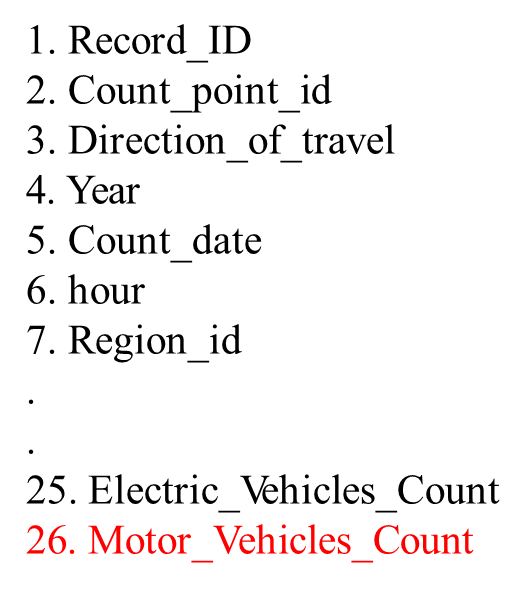 1. Record_ID
2. Count_point_id
3. Direction_of_travel
4. Year
5. Count_date
6. hour
7. Region_id
.
.
25. Electric_Vehicles_Count
26. Motor_Vehicles_Count